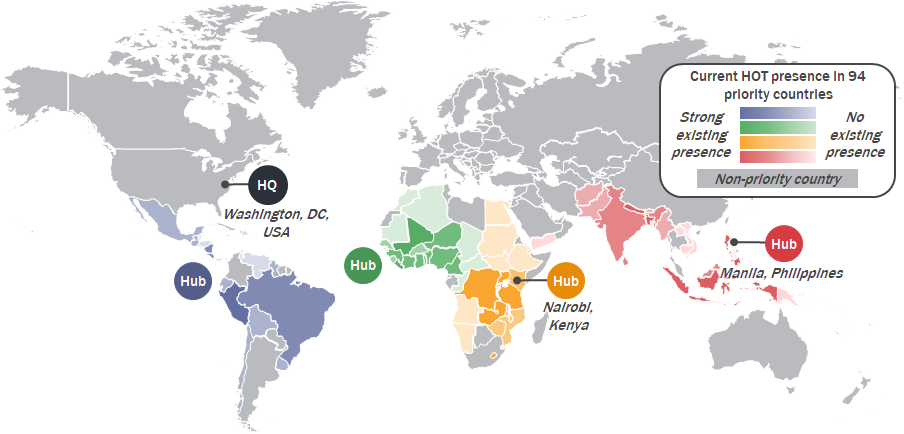 Current HOT presence in 94
priority countries
Strong
existing
presence
No
existing
presence
Non-priority country
HQ
Washington, DC,
USA
Hub
Hub
Hub
Nairobi,
Kenya
Hub
Manila, Philippines